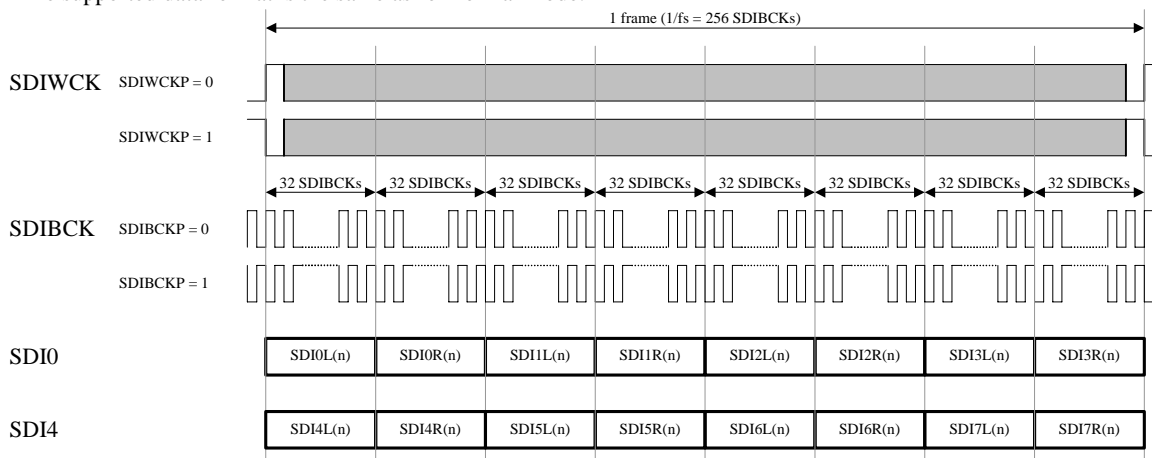 1 frame (1/fs = 256 SDIBCKs)
SDIWCK SDIWCKP = 0
SDIWCKP = 1
32 SDIBCKs 32 SDIBCKs 32 SDIBCKs 32 SDIBCKs 32 SDIBCKs 32 SDIBCKs 32 SDIBCKs 32 SDIBCKs
SDIBCK SDIBCKP = 0
SDIBCKP = 1
SDI0 SDI0L(n) SDI0R(n) SDI1L(n) SDI1R(n) SDI2L(n) SDI2R(n) SDI3L(n) SDI3R(n)
SDI4 SDI4L(n) SDI4R(n) SDI5L(n) SDI5R(n) SDI6L(n) SDI6R(n) SDI7L(n) SDI7R(n)